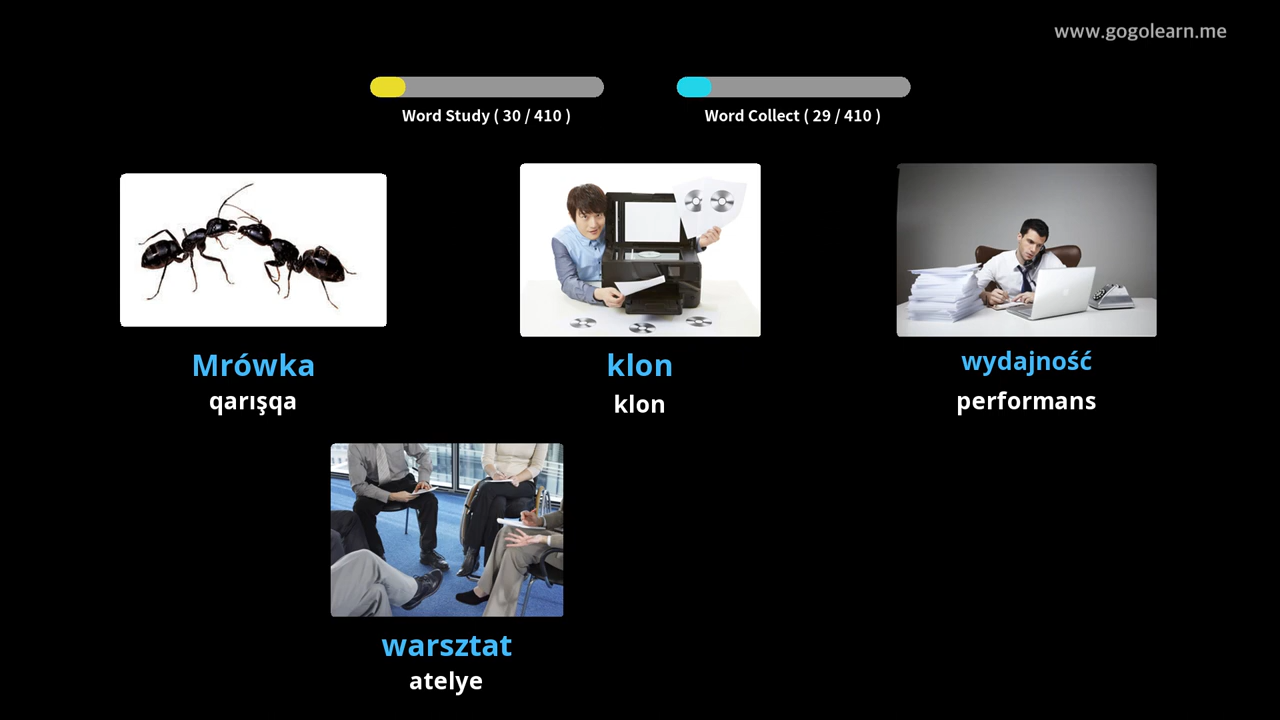 www.gogolearn.me
Word Study ( 30 / 410 )
Word Collect ( 29 / 410 )
Mrówka
qarışqa
klon
klon
wydajność
performans
warsztat
atelye